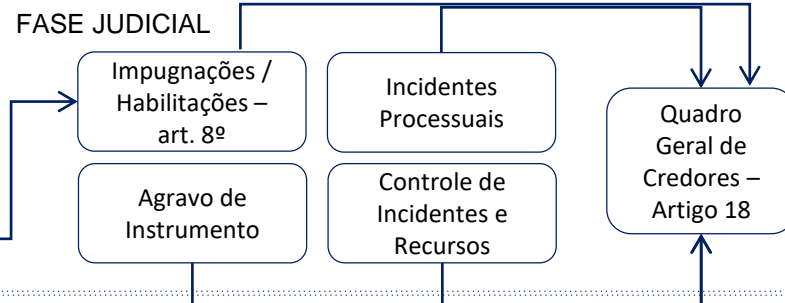 FASE JUDICIAL
Impugnações /
Habilitações –
art. 8º
Incidentes
Processuais
Quadro
Geral de
Credores –
Artigo 18
Agravo de
Instrumento
Controle de
Incidentes e
Recursos